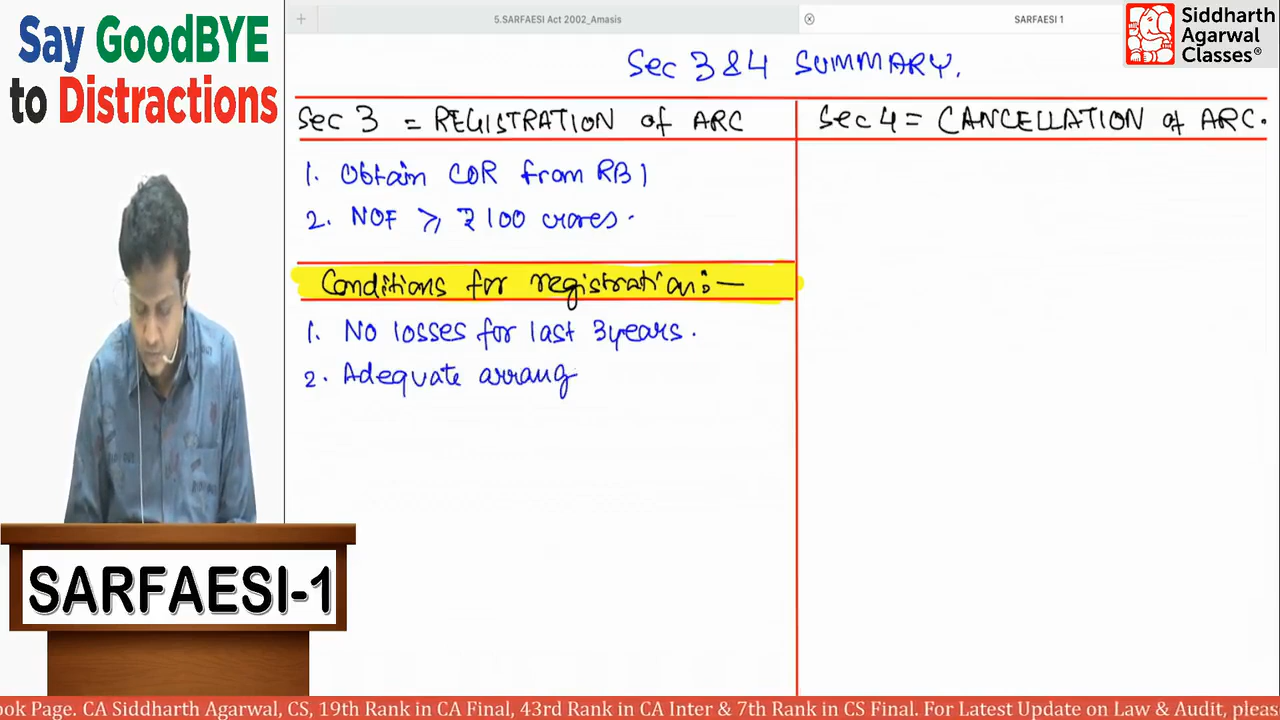 Say GoodBYE
to Distractions
SARFAESI-1
5.SARFAESI Act 2002_Amasis
SARFAESI 1
Siddharth
Agarwal
Classes®
Sec 3 & 4 SUMMARY.
Sec 3 = REGISTRATION of ARC
1. Obtain COR from RBI
2. NOF ⩾ ₹100 crores.
Conditions for registration:—
1. No losses for last 3years.
2. Adequate arrang
Sec 4 = CANCELLATION of ARC.
ook Page. CA Siddharth Agarwal, CS, 19th Rank in CA Final, 43rd Rank in CA Inter & 7th Rank in CS Final. For Latest Update on Law & Audit, pleas